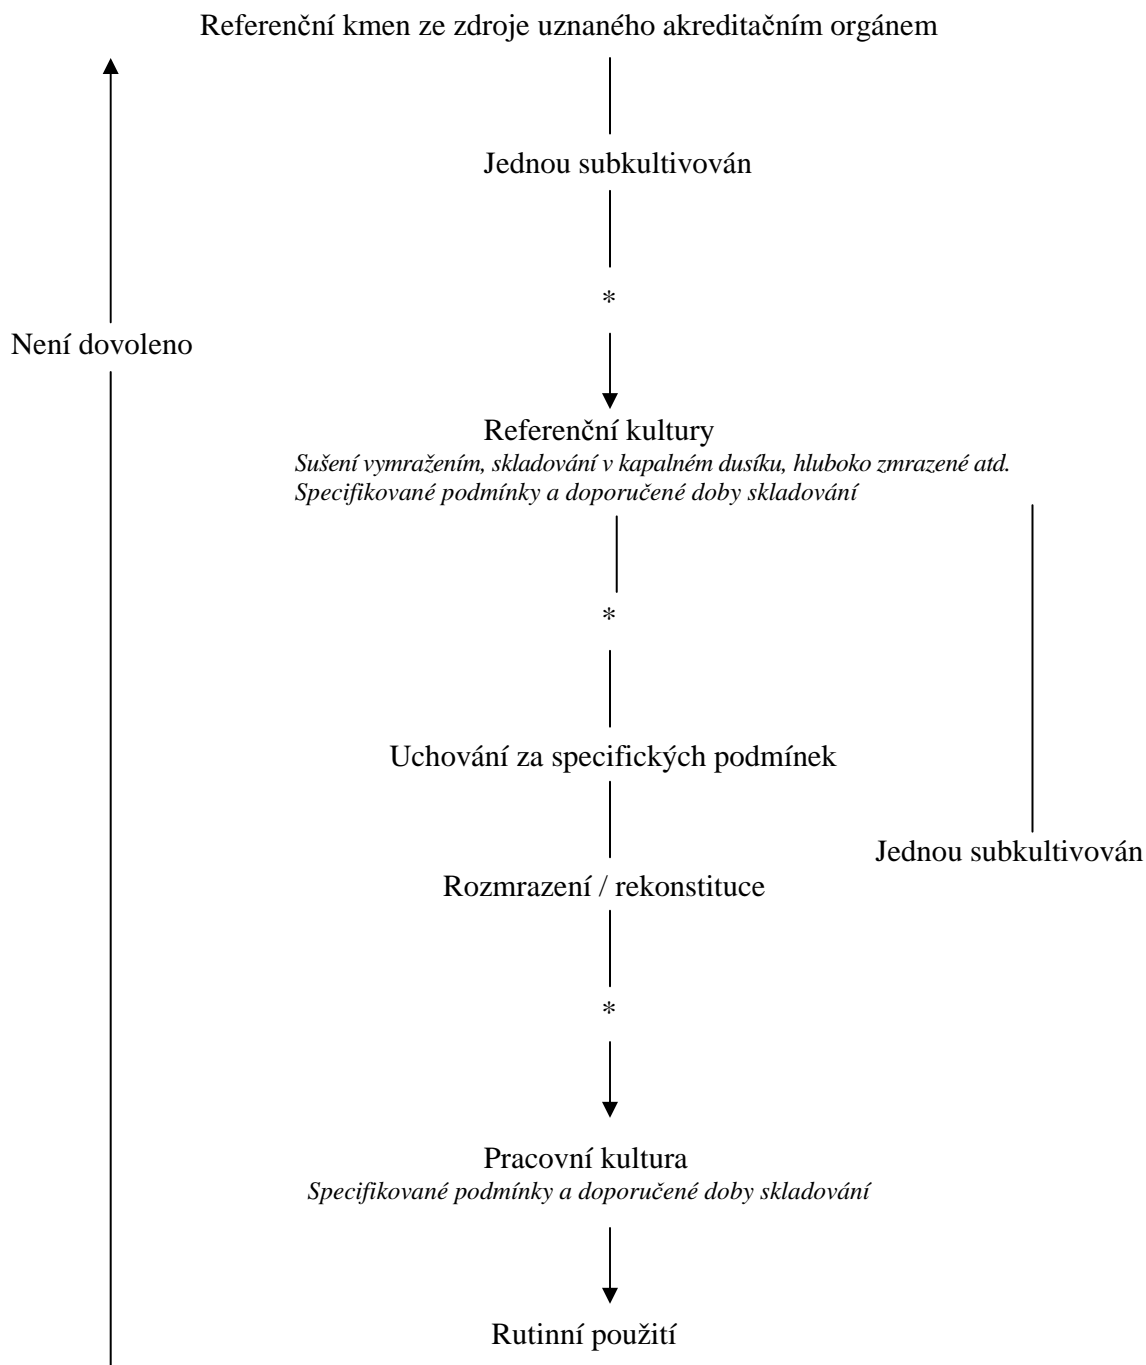 Referenční kmen ze zdroje uznaného akreditačním orgánem
Jednou subkultivován
*
Není dovoleno
Referenční kultury
Sušení vymražením, skladování v kapalném dusíku, hluboko zmrazené atd.
Specifikované podmínky a doporučené doby skladování
*
Uchování za specifických podmínek
Jednou subkultivován
Rozmrazení / rekonstituce
*
Pracovní kultura
Specifikované podmínky a doporučené doby skladování
Rutinní použití